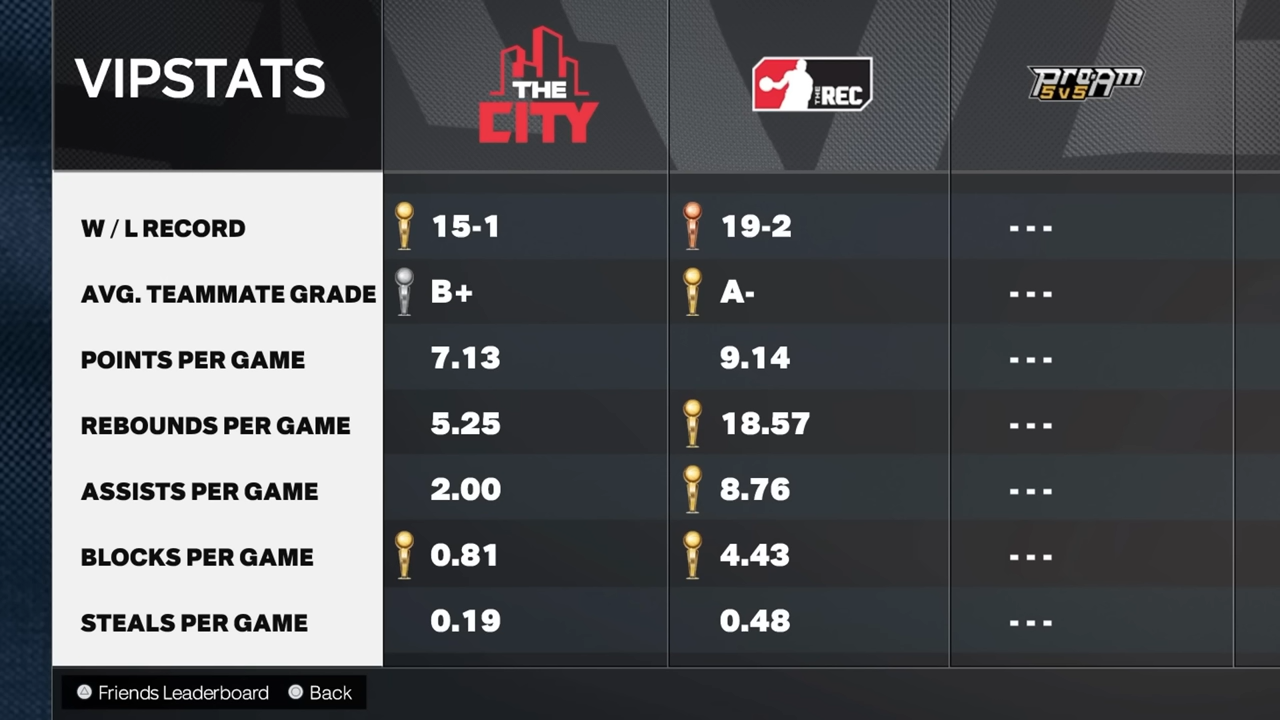 VIPSTATS
THE
CITY
THE REC
Pro-Am
5v5
W / L RECORD 15-1 19-2 ---
AVG. TEAMMATE GRADE B+ A- ---
POINTS PER GAME 7.13 9.14 ---
REBOUNDS PER GAME 5.25 18.57 ---
ASSISTS PER GAME 2.00 8.76 ---
BLOCKS PER GAME 0.81 4.43 ---
STEALS PER GAME 0.19 0.48 ---
Friends Leaderboard Back